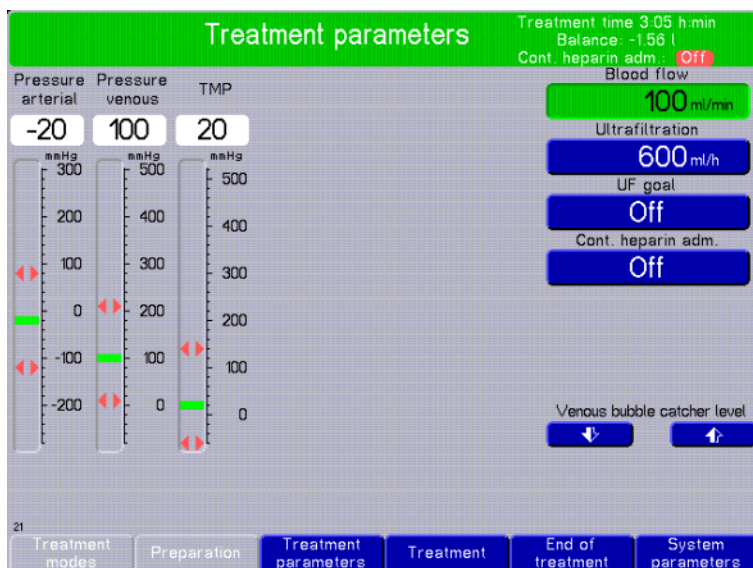 Treatment parameters
Treatment time 3:05 h:min
Balance: -1.56 l
Cont. heparin adm.: Off
Pressure arterial
Pressure venous
TMP
-20
100
20
mmHg
mmHg
mmHg
300
200
100
0
-100
-200
500
400
300
200
100
0
500
400
300
200
100
0
Blood flow
100 ml/min
Ultrafiltration
600 ml/h
UF goal
Off
Cont. heparin adm.
Off
Venous bubble catcher level
21
Treatment modes
Preparation
Treatment parameters
Treatment
End of treatment
System parameters